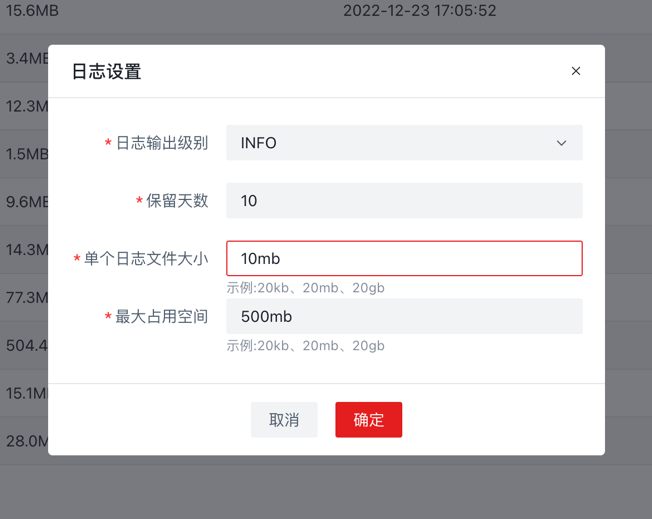 15.6MB 2022-12-23 17:05:52
3.4MB
日志设置
12.3M
* 日志输出级别 INFO
1.5MB
* 保留天数 10
9.6MB
14.3M
* 单个日志文件大小 10mb
示例:20kb、20mb、20gb
77.3M
* 最大占用空间 500mb
504.4
示例:20kb、20mb、20gb
15.1M
取消 确定
28.0M